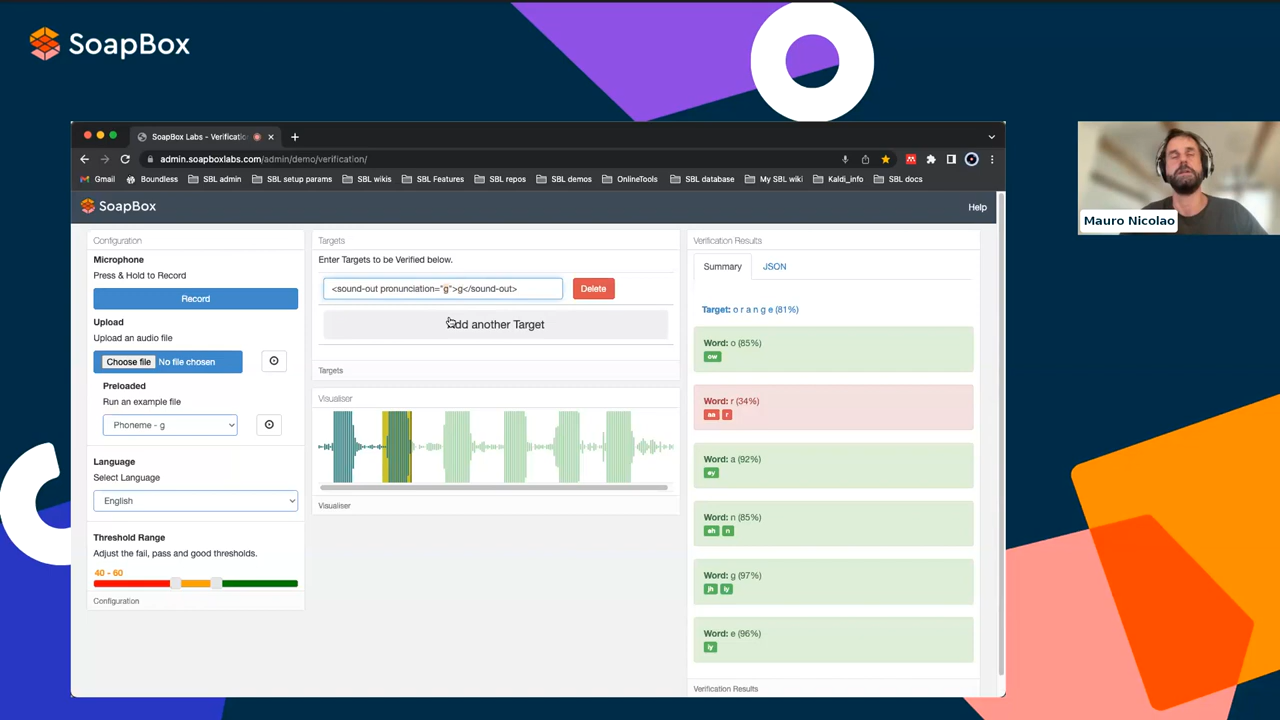 SoapBox
SoapBox Labs - Verificatio
admin.soapboxlabs.com/admin/demo/verification/
Gmail
Boundless
SBL admin
SBL setup params
SBL wikis
SBL Features
SBL repos
SBL demos
OnlineTools
SBL database
My SBL wiki
Kaldi_info
SBL docs
SoapBox
Help
Configuration
Microphone
Press & Hold to Record
Record
Upload
Upload an audio file
Choose file No file chosen
Preloaded
Run an example file
Phoneme - g
Language
Select Language
English
Threshold Range
Adjust the fail, pass and good thresholds.
40 - 60
Configuration
Targets
Enter Targets to be Verified below.
<sound-out pronunciation="g">g</sound-out>
Delete
Add another Target
Targets
Visualiser
Visualiser
Verification Results
Summary
JSON
Target: o r a n g e (81%)
Word: o (85%)
ow
Word: r (34%)
aa r
Word: a (92%)
ey
Word: n (85%)
eh n
Word: g (97%)
jh iy
Word: e (96%)
iy
Verification Results
Mauro Nicolao